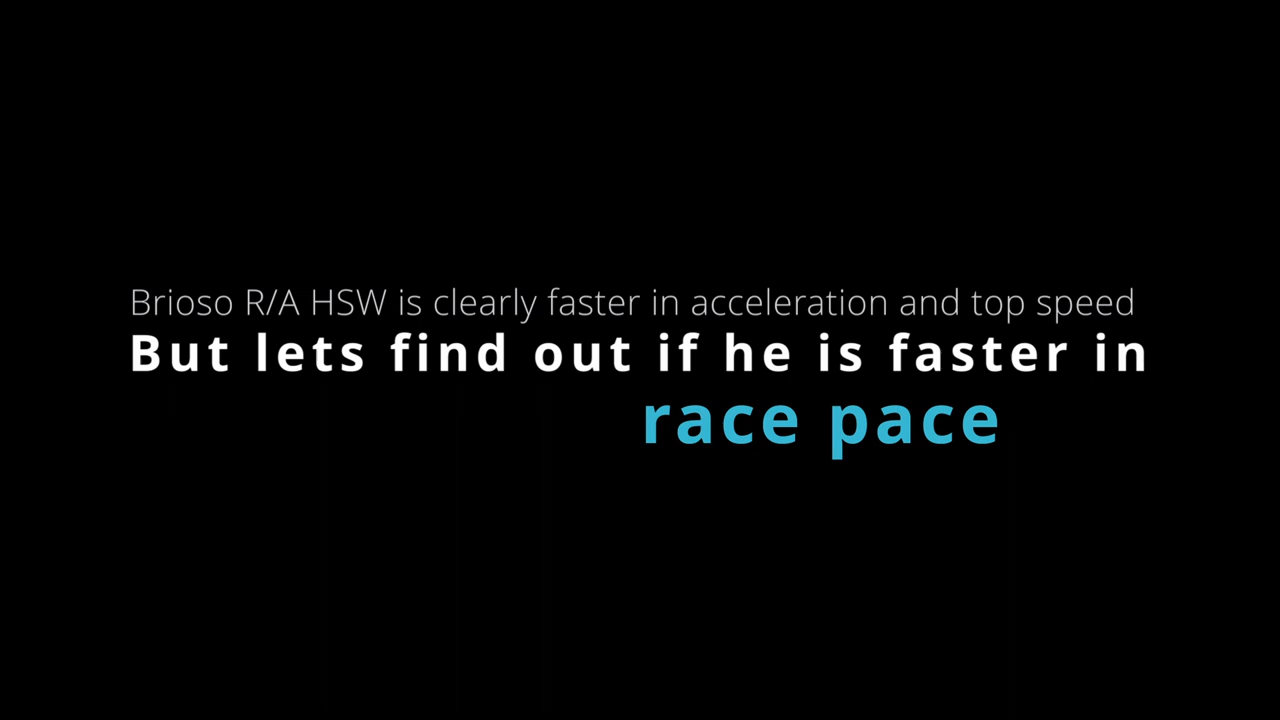 Brioso R/A HSW is clearly faster in acceleration and top speed
But lets find out if he is faster in
race pace